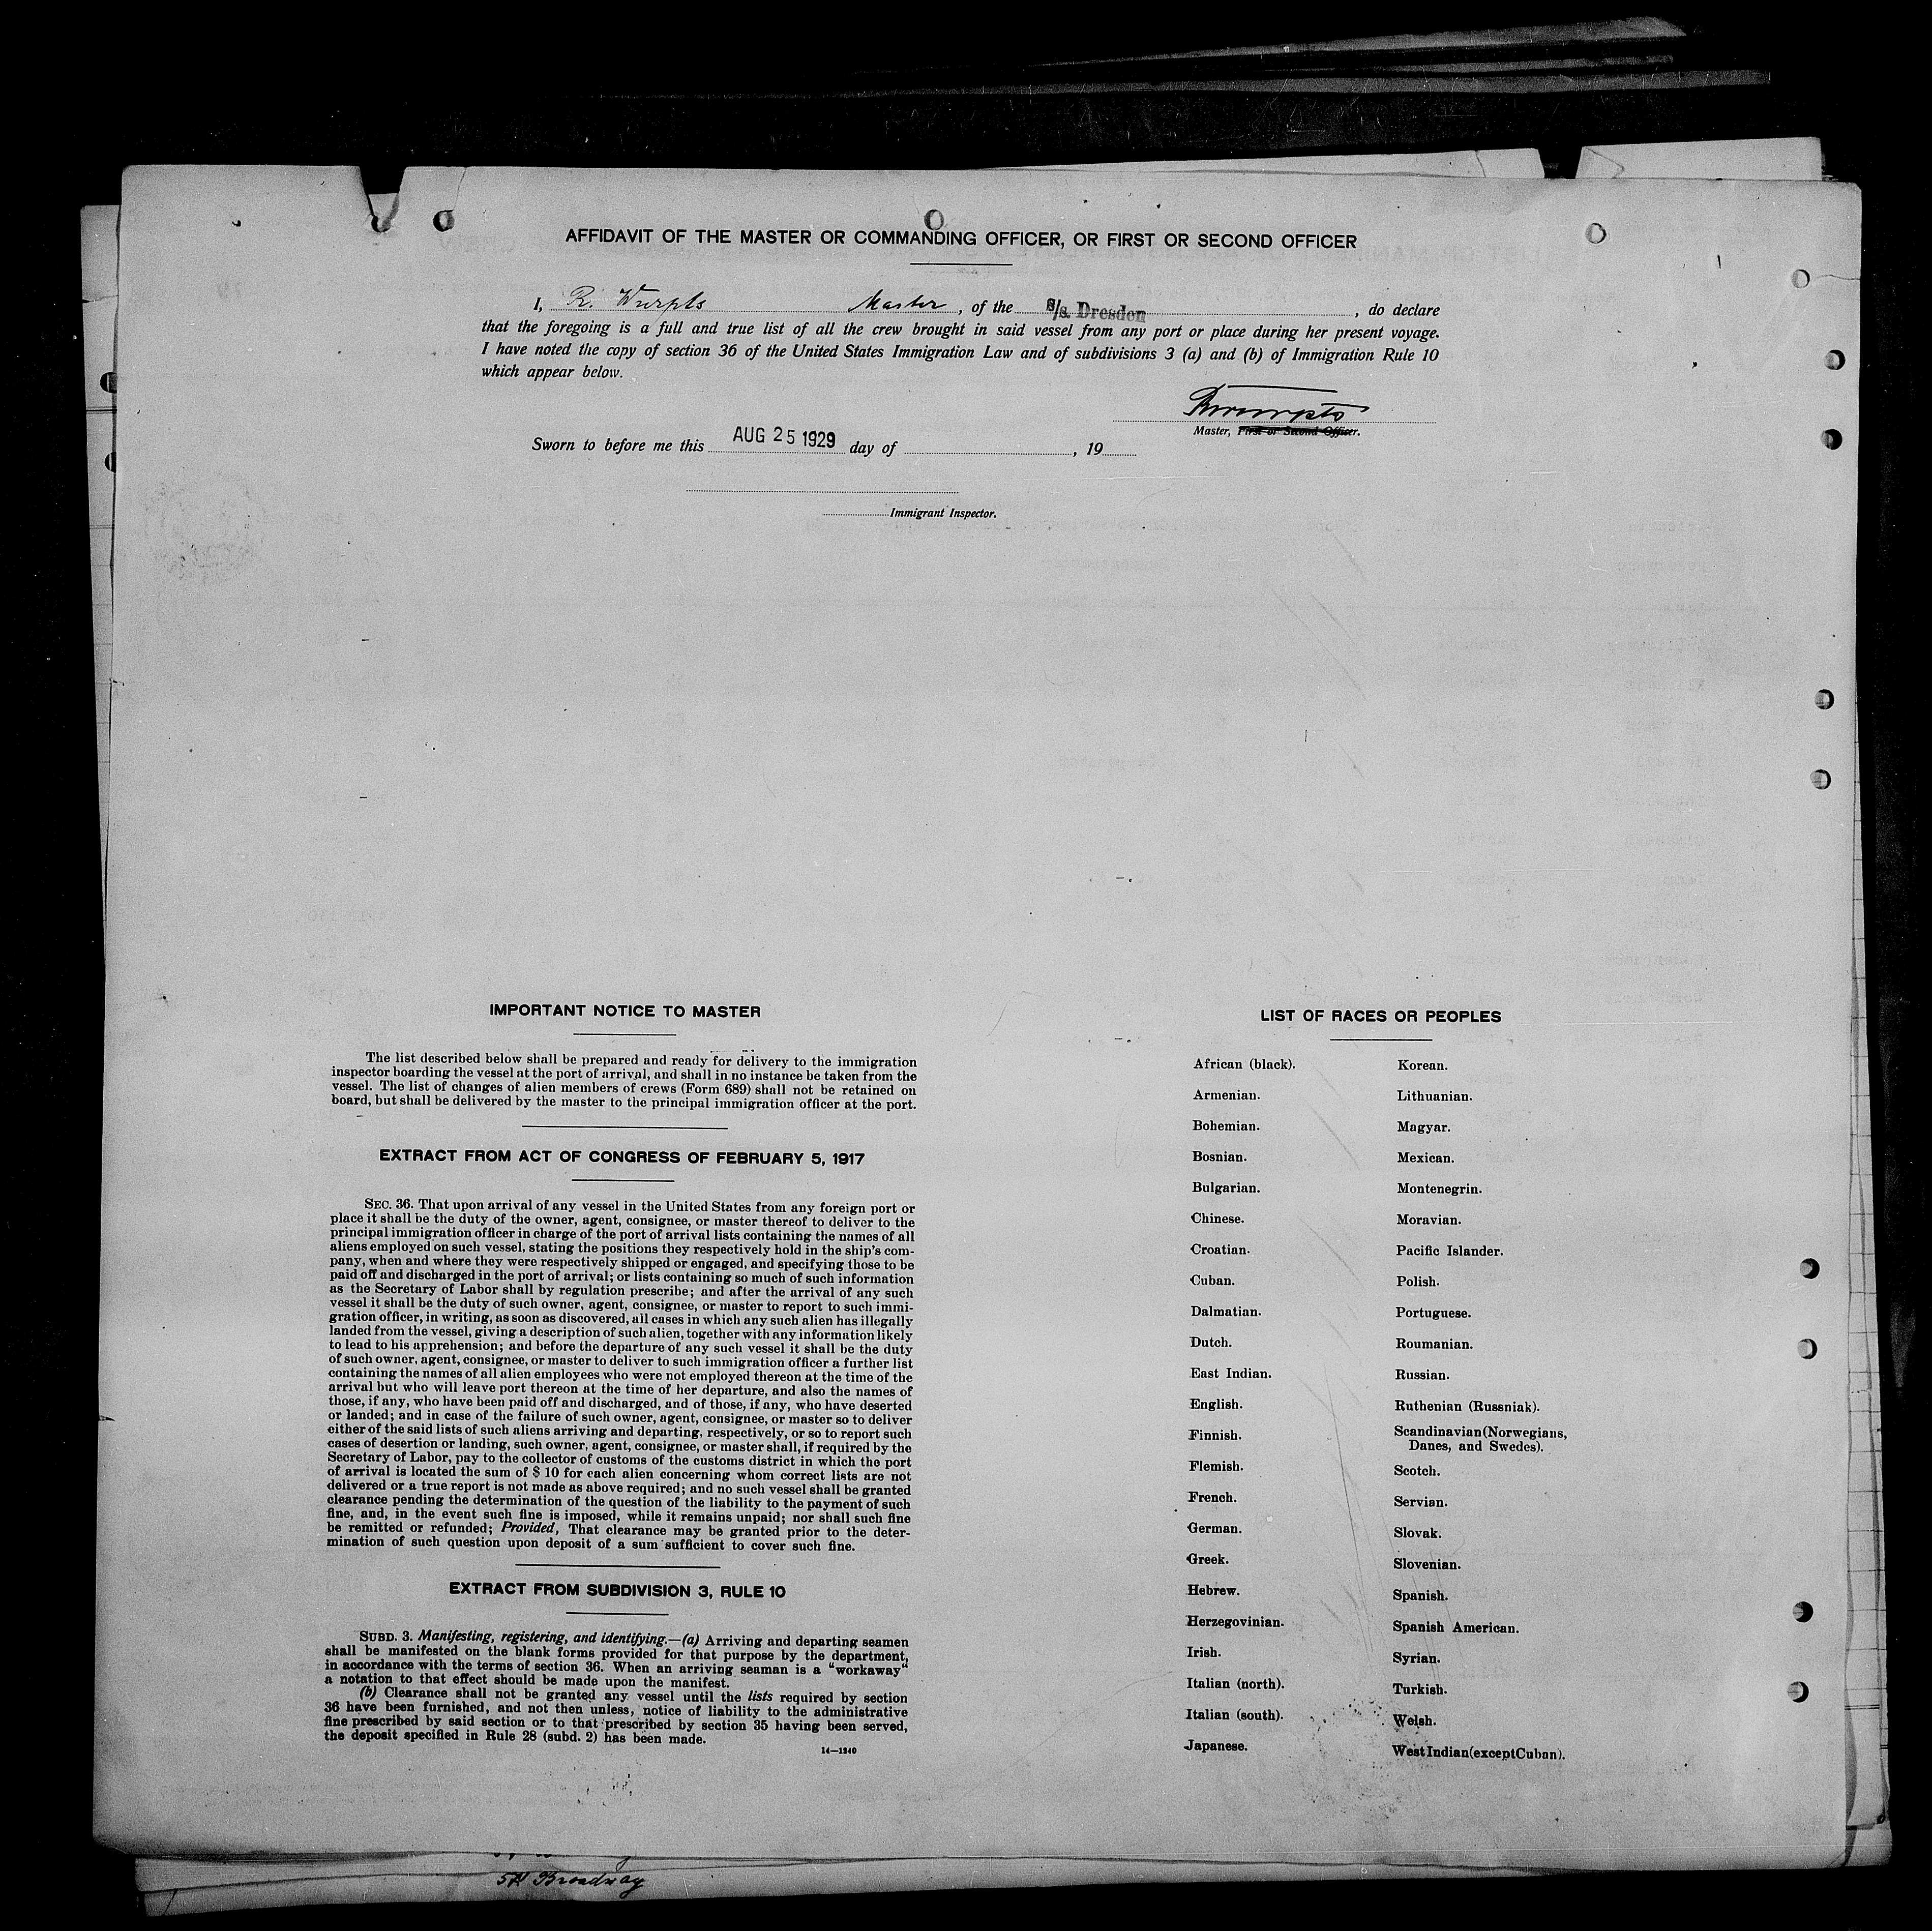 AFFIDAVIT OF THE MASTER OR COMMANDING OFFICER, OR FIRST OR SECOND OFFICER
I, R. Wurpts Master, of the S/s. Dresden, do declare
that the foregoing is a full and true list of all the crew brought in said vessel from any port or place during her present voyage.
I have noted the copy of section 36 of the United States Immigration Law and of subdivisions 3 (a) and (b) of Immigration Rule 10
which appear below.
RWurpts
Master, First or Second Officer.
Sworn to before me this AUG 25 1929 day of , 19
Immigrant Inspector.
IMPORTANT NOTICE TO MASTER
The list described below shall be prepared and ready for delivery to the immigration
inspector boarding the vessel at the port of arrival, and shall in no instance be taken from the
vessel. The list of changes of alien members of crews (Form 689) shall not be retained on
board, but shall be delivered by the master to the principal immigration officer at the port.
EXTRACT FROM ACT OF CONGRESS OF FEBRUARY 5, 1917
SEC. 36. That upon arrival of any vessel in the United States from any foreign port or
place it shall be the duty of the owner, agent, consignee, or master thereof to deliver to the
principal immigration officer in charge of the port of arrival lists containing the names of all
aliens employed on such vessel, stating the positions they respectively hold in the ship's com-
pany, when and where they were respectively shipped or engaged, and specifying those to be
paid off and discharged in the port of arrival; or lists containing so much of such information
as the Secretary of Labor shall by regulation prescribe; and after the arrival of any such
vessel it shall be the duty of such owner, agent, consignee, or master to report to such immi-
gration officer, in writing, as soon as discovered, all cases in which any such alien has illegally
landed from the vessel, giving a description of such alien, together with any information likely
to lead to his apprehension; and before the departure of any such vessel it shall be the duty
of such owner, agent, consignee, or master to deliver to such immigration officer a further list
containing the names of all alien employees who were not employed thereon at the time of the
arrival but who will leave port thereon at the time of her departure, and also the names of
those, if any, who have been paid off and discharged, and of those, if any, who have deserted
or landed; and in case of the failure of such owner, agent, consignee, or master so to deliver
either of the said lists of such aliens arriving and departing, respectively, or so to report such
cases of desertion or landing, such owner, agent, consignee, or master shall, if required by the
Secretary of Labor, pay to the collector of customs of the customs district in which the port
of arrival is located the sum of $ 10 for each alien concerning whom correct lists are not
delivered or a true report is not made as above required; and no such vessel shall be granted
clearance pending the determination of the question of the liability to the payment of such
fine, and, in the event such fine is imposed, while it remains unpaid; nor shall such fine
be remitted or refunded; Provided, That clearance may be granted prior to the deter-
mination of such question upon deposit of a sum sufficient to cover such fine.
EXTRACT FROM SUBDIVISION 3, RULE 10
SUBD. 3. Manifesting, registering, and identifying.—(a) Arriving and departing seamen
shall be manifested on the blank forms provided for that purpose by the department,
in accordance with the terms of section 36. When an arriving seaman is a "workaway"
a notation to that effect should be made upon the manifest.
(b) Clearance shall not be granted any vessel until the lists required by section
36 have been furnished, and not then unless, notice of liability to the administrative
fine prescribed by said section or to that prescribed by section 35 having been served,
the deposit specified in Rule 28 (subd. 2) has been made.
14—1240
LIST OF RACES OR PEOPLES
African (black).
Armenian.
Bohemian.
Bosnian.
Bulgarian.
Chinese.
Croatian.
Cuban.
Dalmatian.
Dutch.
East Indian.
English.
Finnish.
Flemish.
French.
German.
Greek.
Hebrew.
Herzegovinian.
Irish.
Italian (north).
Italian (south).
Japanese.
Korean.
Lithuanian.
Magyar.
Mexican.
Montenegrin.
Moravian.
Pacific Islander.
Polish.
Portuguese.
Roumanian.
Russian.
Ruthenian (Russniak).
Scandinavian (Norwegians,
Danes, and Swedes).
Scotch.
Servian.
Slovak.
Slovenian.
Spanish.
Spanish American.
Syrian.
Turkish.
Welsh.
West Indian (except Cuban).
Broadway